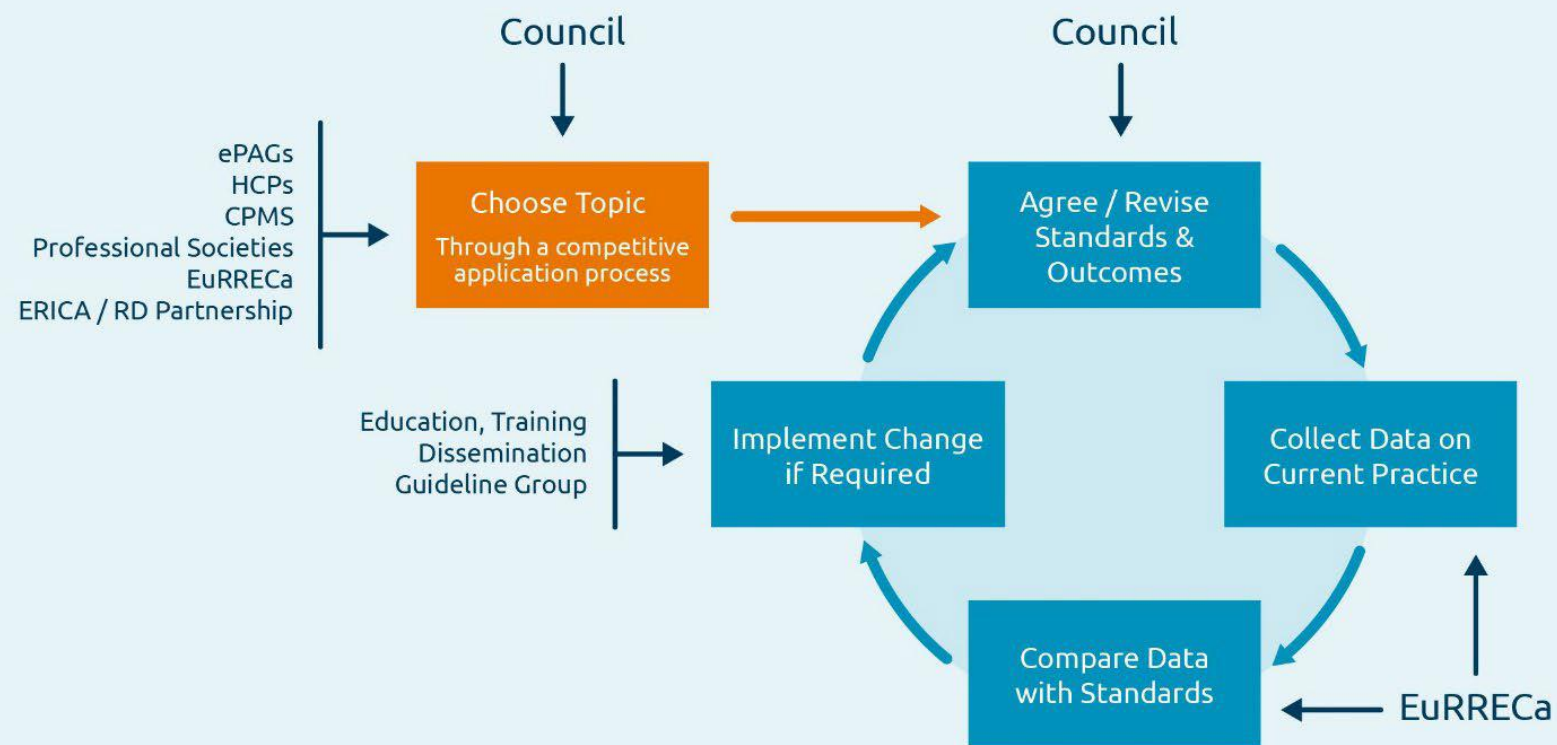 Council
Council
ePAGs
HCPs
CPMS
Professional Societies
EuRRECa
ERICA / RD Partnership
Choose Topic
Through a competitive
application process
Agree / Revise
Standards &
Outcomes
Education, Training
Dissemination
Guideline Group
Implement Change
if Required
Collect Data on
Current Practice
Compare Data
with Standards
EuRRECa